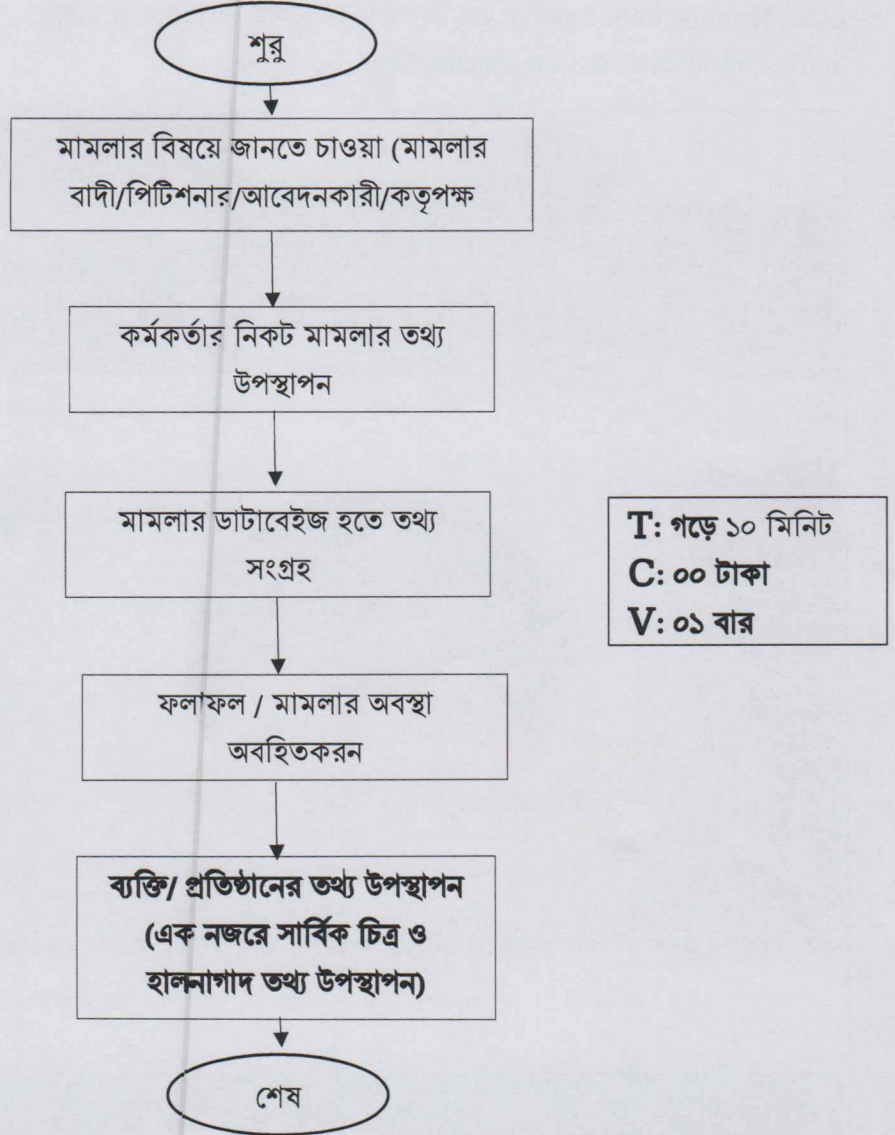 শুরু
মামলার বিষয়ে জানতে চাওয়া (মামলার
বাদী/পিটিশনার/আবেদনকারী/কতৃপক্ষ
কর্মকর্তার নিকট মামলার তথ্য
উপস্থাপন
মামলার ডাটাবেইজ হতে তথ্য
সংগ্রহ
T: গড়ে ১০ মিনিট
C: ০০ টাকা
V: ০১ বার
ফলাফল / মামলার অবস্থা
অবহিতকরন
ব্যক্তি/ প্রতিষ্ঠানের তথ্য উপস্থাপন
(এক নজরে সার্বিক চিত্র ও
হালনাগাদ তথ্য উপস্থাপন)
শেষ